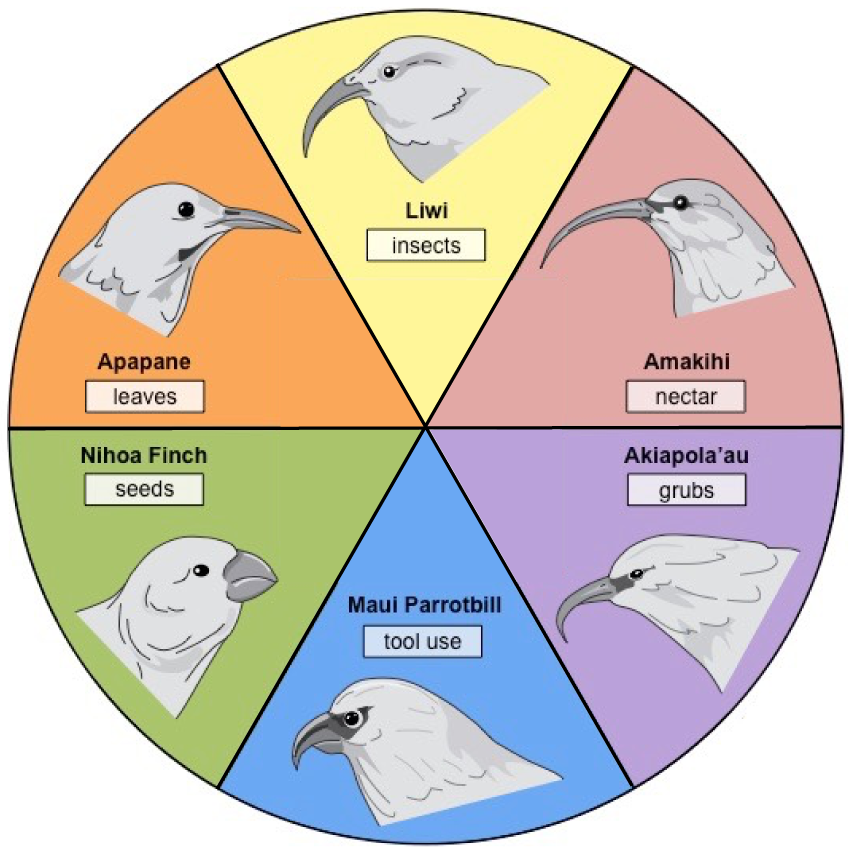 Liwi
insects
Apapane
leaves
Amakihi
nectar
Nihoa Finch
seeds
Akiapola’au
grubs
Maui Parrotbill
tool use